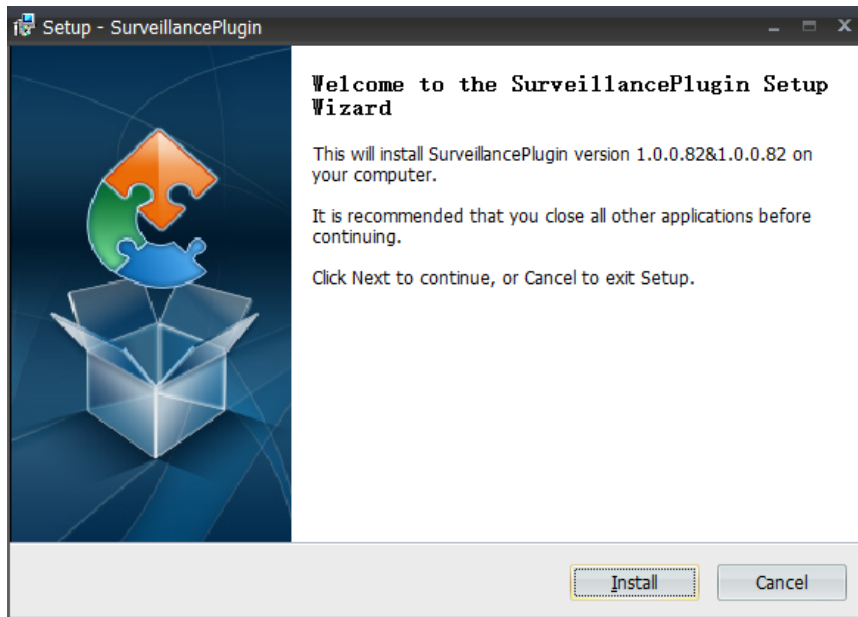 Setup - SurveillancePlugin
Welcome to the SurveillancePlugin Setup
Wizard
This will install SurveillancePlugin version 1.0.0.82&1.0.0.82 on
your computer.
It is recommended that you close all other applications before
continuing.
Click Next to continue, or Cancel to exit Setup.
Install
Cancel